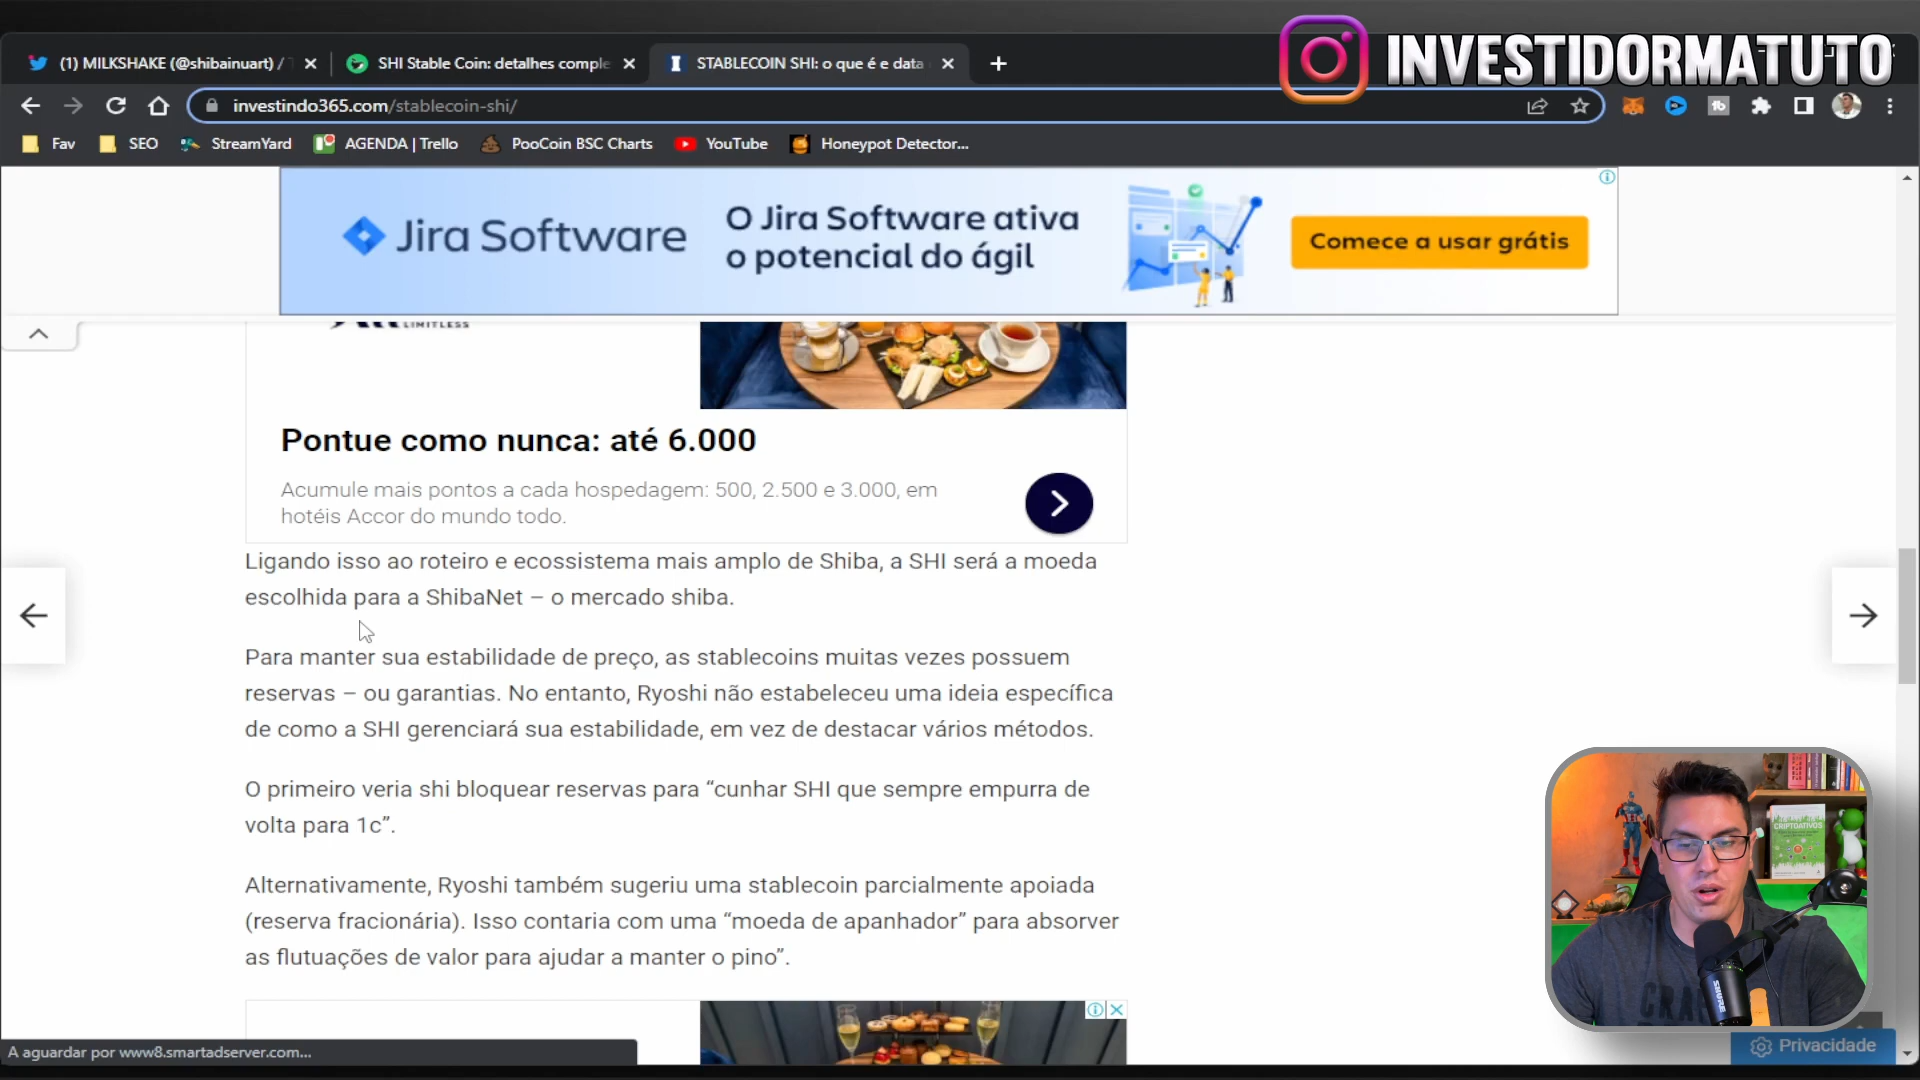 INVESTIDORMATUTO
(1) MILKSHAKE (@shibainuart) / T
SHI Stable Coin: detalhes comple
STABLECOIN SHI: o que é e data
investindo365.com/stablecoin-shi/
Fav
SEO
StreamYard
AGENDA | Trello
PooCoin BSC Charts
YouTube
Honeypot Detector...
Jira Software
O Jira Software ativa
o potencial do ágil
Comece a usar grátis
LIMITLESS
Pontue como nunca: até 6.000
Acumule mais pontos a cada hospedagem: 500, 2.500 e 3.000, em
hotéis Accor do mundo todo.
Ligando isso ao roteiro e ecossistema mais amplo de Shiba, a SHI será a moeda
escolhida para a ShibaNet – o mercado shiba.
Para manter sua estabilidade de preço, as stablecoins muitas vezes possuem
reservas – ou garantias. No entanto, Ryoshi não estabeleceu uma ideia específica
de como a SHI gerenciará sua estabilidade, em vez de destacar vários métodos.
O primeiro veria shi bloquear reservas para “cunhar SHI que sempre empurra de
volta para 1c”.
Alternativamente, Ryoshi também sugeriu uma stablecoin parcialmente apoiada
(reserva fracionária). Isso contaria com uma “moeda de apanhador” para absorver
as flutuações de valor para ajudar a manter o pino”.
CRIPTOATIVOS
SHURE
A aguardar por www8.smartadserver.com...
Privacidade